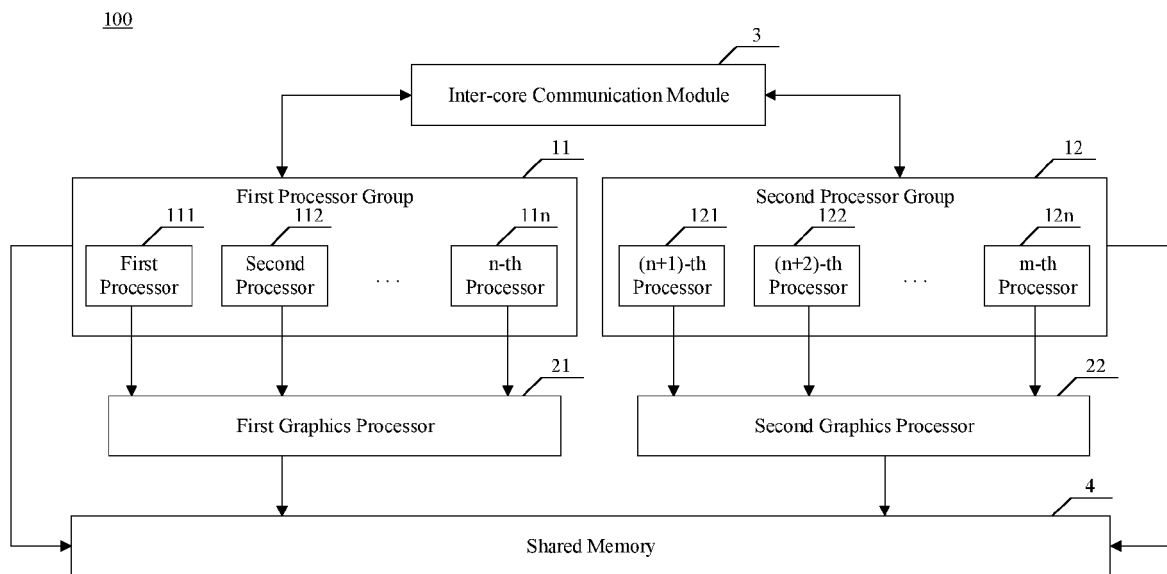 100
3
Inter-core Communication Module
11
12
First Processor Group
Second Processor Group
111
112
11n
121
122
12n
First
Processor
Second
Processor
. . .
n-th
Processor
(n+1)-th
Processor
(n+2)-th
Processor
. . .
m-th
Processor
21
22
First Graphics Processor
Second Graphics Processor
4
Shared Memory